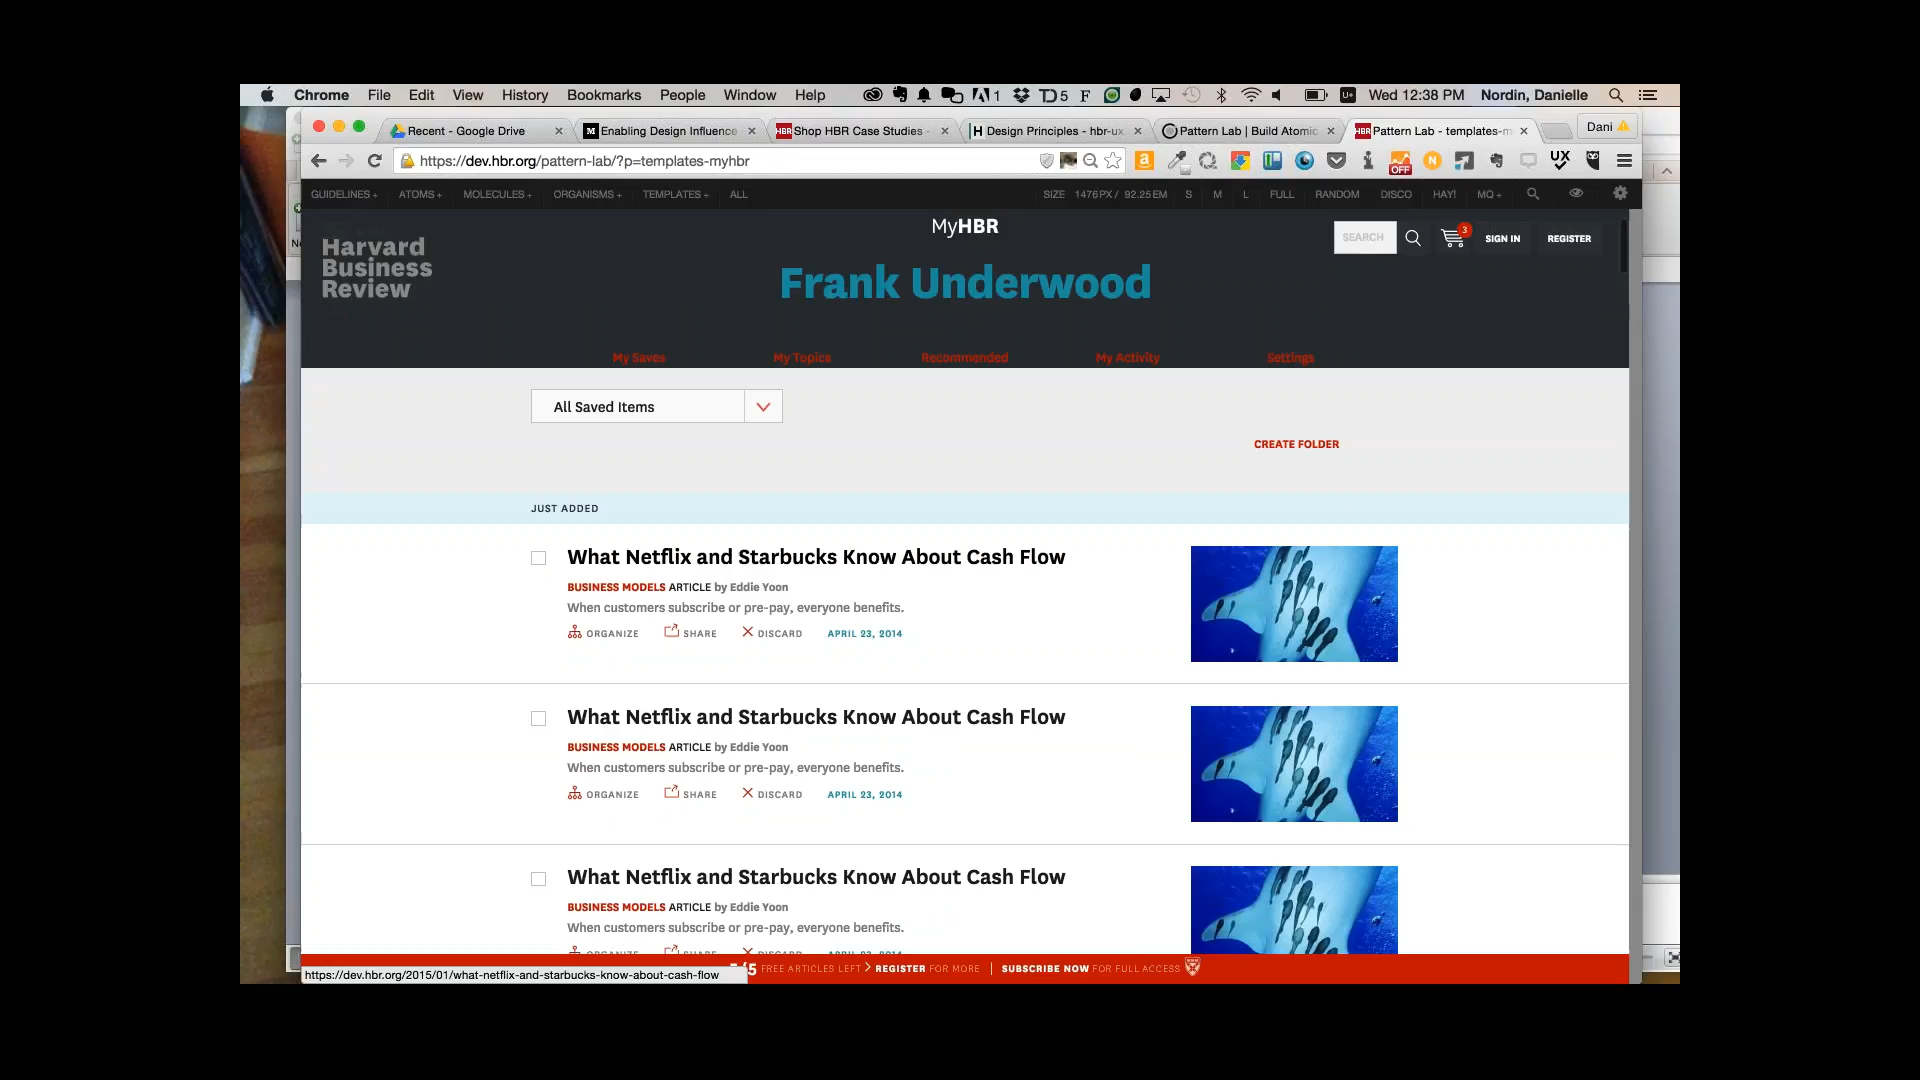 Chrome File Edit View History Bookmarks People Window Help 1 5 Wed 12:38 PM Nordin, Danielle
Recent - Google Drive Enabling Design Influence Shop HBR Case Studies - Design Principles - hbr-ux Pattern Lab | Build Atomic Pattern Lab - templates-m Dani
https://dev.hbr.org/pattern-lab/?p=templates-myhbr
OFF UX
GUIDELINES + ATOMS + MOLECULES + ORGANISMS + TEMPLATES + ALL SIZE 1476PX / 92.25EM S M L FULL RANDOM DISCO HAY! MQ +
MyHBR
Harvard
Business
Review
SEARCH 3 SIGN IN REGISTER
Frank Underwood
My Saves My Topics Recommended My Activity Settings
All Saved Items
CREATE FOLDER
JUST ADDED
What Netflix and Starbucks Know About Cash Flow
BUSINESS MODELS ARTICLE by Eddie Yoon
When customers subscribe or pre-pay, everyone benefits.
ORGANIZE SHARE DISCARD APRIL 23, 2014
What Netflix and Starbucks Know About Cash Flow
BUSINESS MODELS ARTICLE by Eddie Yoon
When customers subscribe or pre-pay, everyone benefits.
ORGANIZE SHARE DISCARD APRIL 23, 2014
What Netflix and Starbucks Know About Cash Flow
BUSINESS MODELS ARTICLE by Eddie Yoon
When customers subscribe or pre-pay, everyone benefits.
/5 FREE ARTICLES LEFT > REGISTER FOR MORE | SUBSCRIBE NOW FOR FULL ACCESS
https://dev.hbr.org/2015/01/what-netflix-and-starbucks-know-about-cash-flow